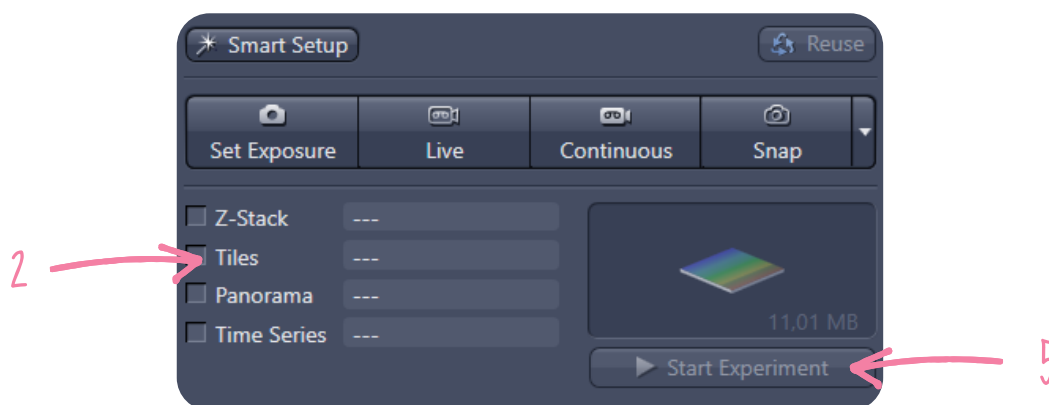 Smart Setup
Reuse
Set Exposure
Live
Continuous
Snap
Z-Stack
---
2
Tiles
---
Panorama
---
11,01 MB
Time Series
---
Start Experiment
5